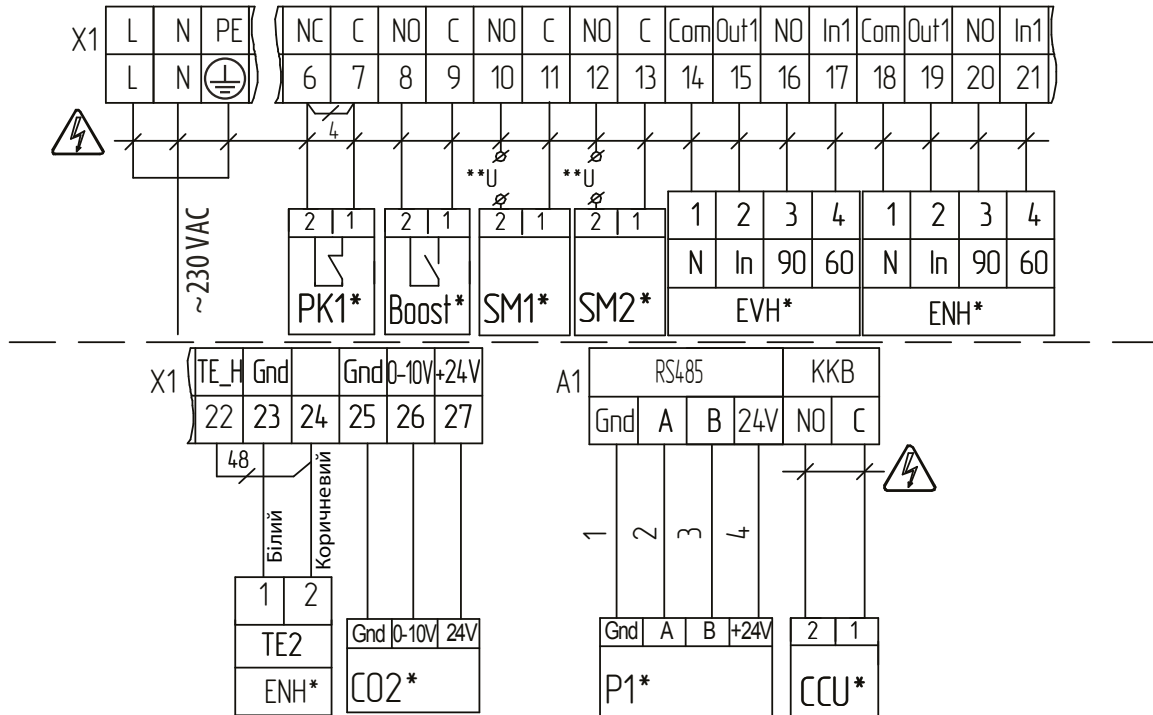 X1 L N PE NC C NO C NO C NO C Com Out1 NO In1 Com Out1 NO In1
L N 6 7 8 9 10 11 12 13 14 15 16 17 18 19 20 21
4
**U **U
~230 VAC
2 1 2 1 2 1 2 1 1 2 3 4 1 2 3 4
N In 90 60 N In 90 60
PK1* Boost* SM1* SM2* EVH* ENH*
X1 TE_H Gnd Gnd 0-10V +24V
22 23 24 25 26 27
48
Білий
Коричневий
1 2
TE2
ENH*
Gnd 0-10V 24V
CO2*
A1 RS485 KKB
Gnd A B 24V NO C
1 2 3 4
Gnd A B +24V 2 1
P1* CCU*